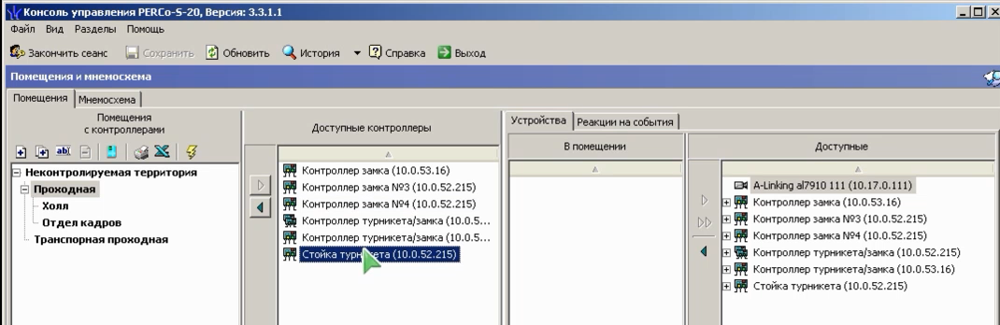 Консоль управления PERCo-S-20, Версия: 3.3.1.1
Файл Вид Разделы Помощь
Закончить сеанс Сохранить Обновить История Справка Выход
Помещения и мнемосхема
Помещения Мнемосхема
Помещения
с контроллерами
Доступные контроллеры
Устройства Реакции на события
В помещении
Доступные
abI
Неконтролируемая территория
Проходная
Холл
Отдел кадров
Транспорная проходная
Контроллер замка (10.0.53.16)
Контроллер замка №3 (10.0.52.215)
Контроллер замка №4 (10.0.52.215)
Контроллер турникета/замка (10.0.5...
Контроллер турникета/замка (10.0.5...
Стойка турникета (10.0.52.215)
A-Linking al7910 111 (10.17.0.111)
Контроллер замка (10.0.53.16)
Контроллер замка №3 (10.0.52.215)
Контроллер замка №4 (10.0.52.215)
Контроллер турникета/замка (10.0.52.215)
Контроллер турникета/замка (10.0.53.16)
Стойка турникета (10.0.52.215)